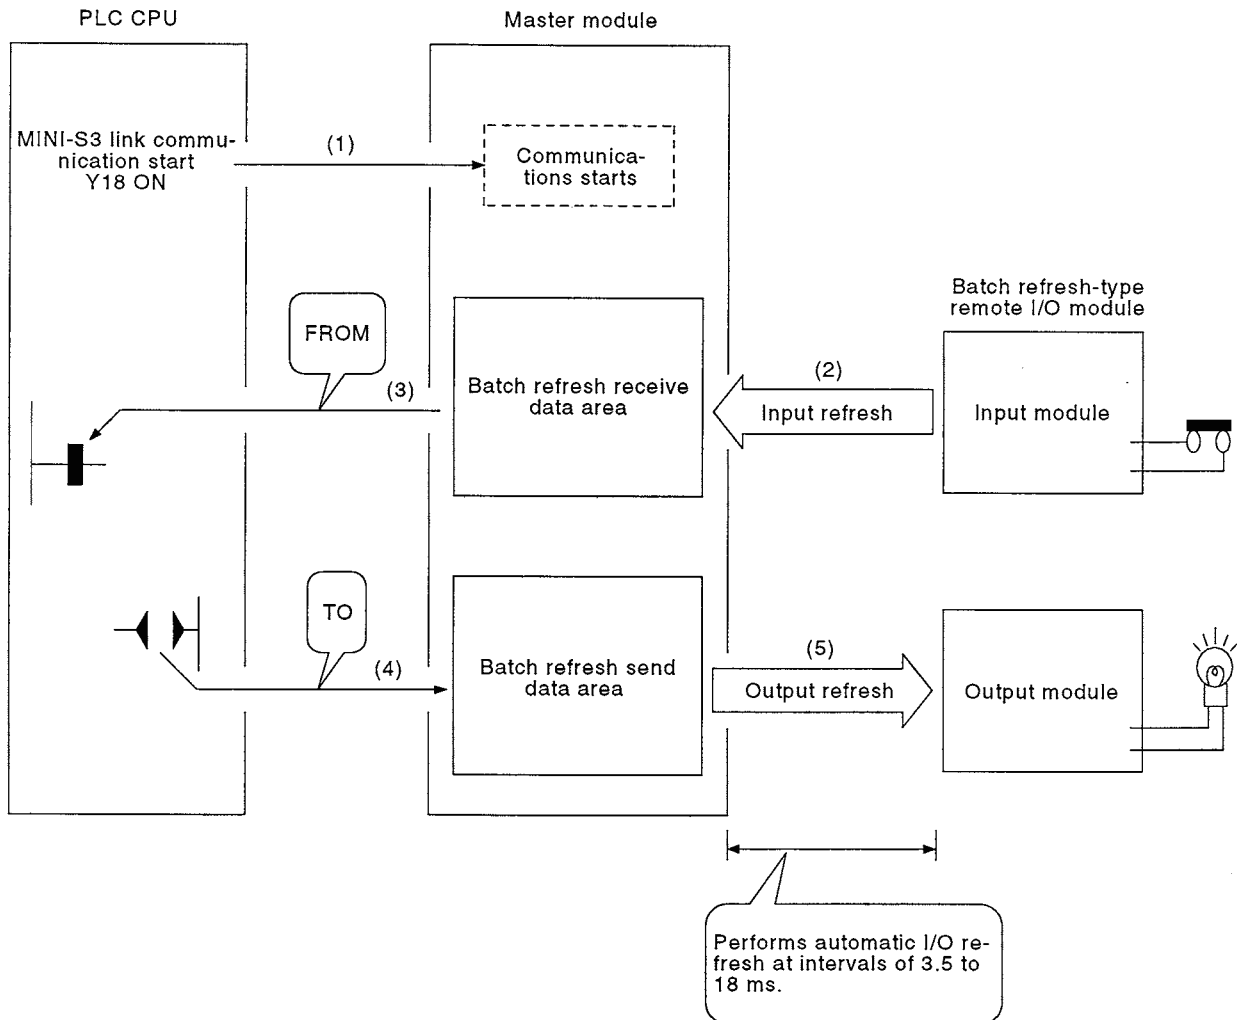 PLC CPU
Master module
MINI-S3 link commu-
nication start
Y18 ON
(1)
Communica-
tions starts
Batch refresh-type
remote I/O module
FROM
(3)
Batch refresh receive
data area
(2)
Input refresh
Input module
TO
(4)
Batch refresh send
data area
(5)
Output refresh
Output module
Performs automatic I/O re-
fresh at intervals of 3.5 to
18 ms.